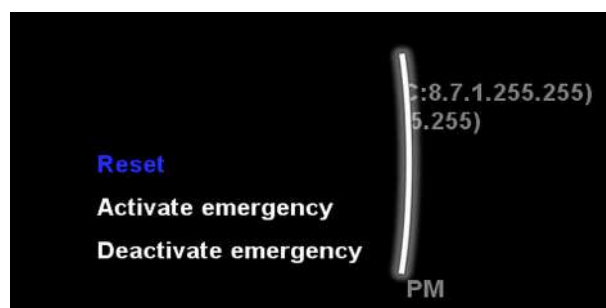 C:8.7.1.255.255)
5.255)
Reset
Activate emergency
Deactivate emergency
PM